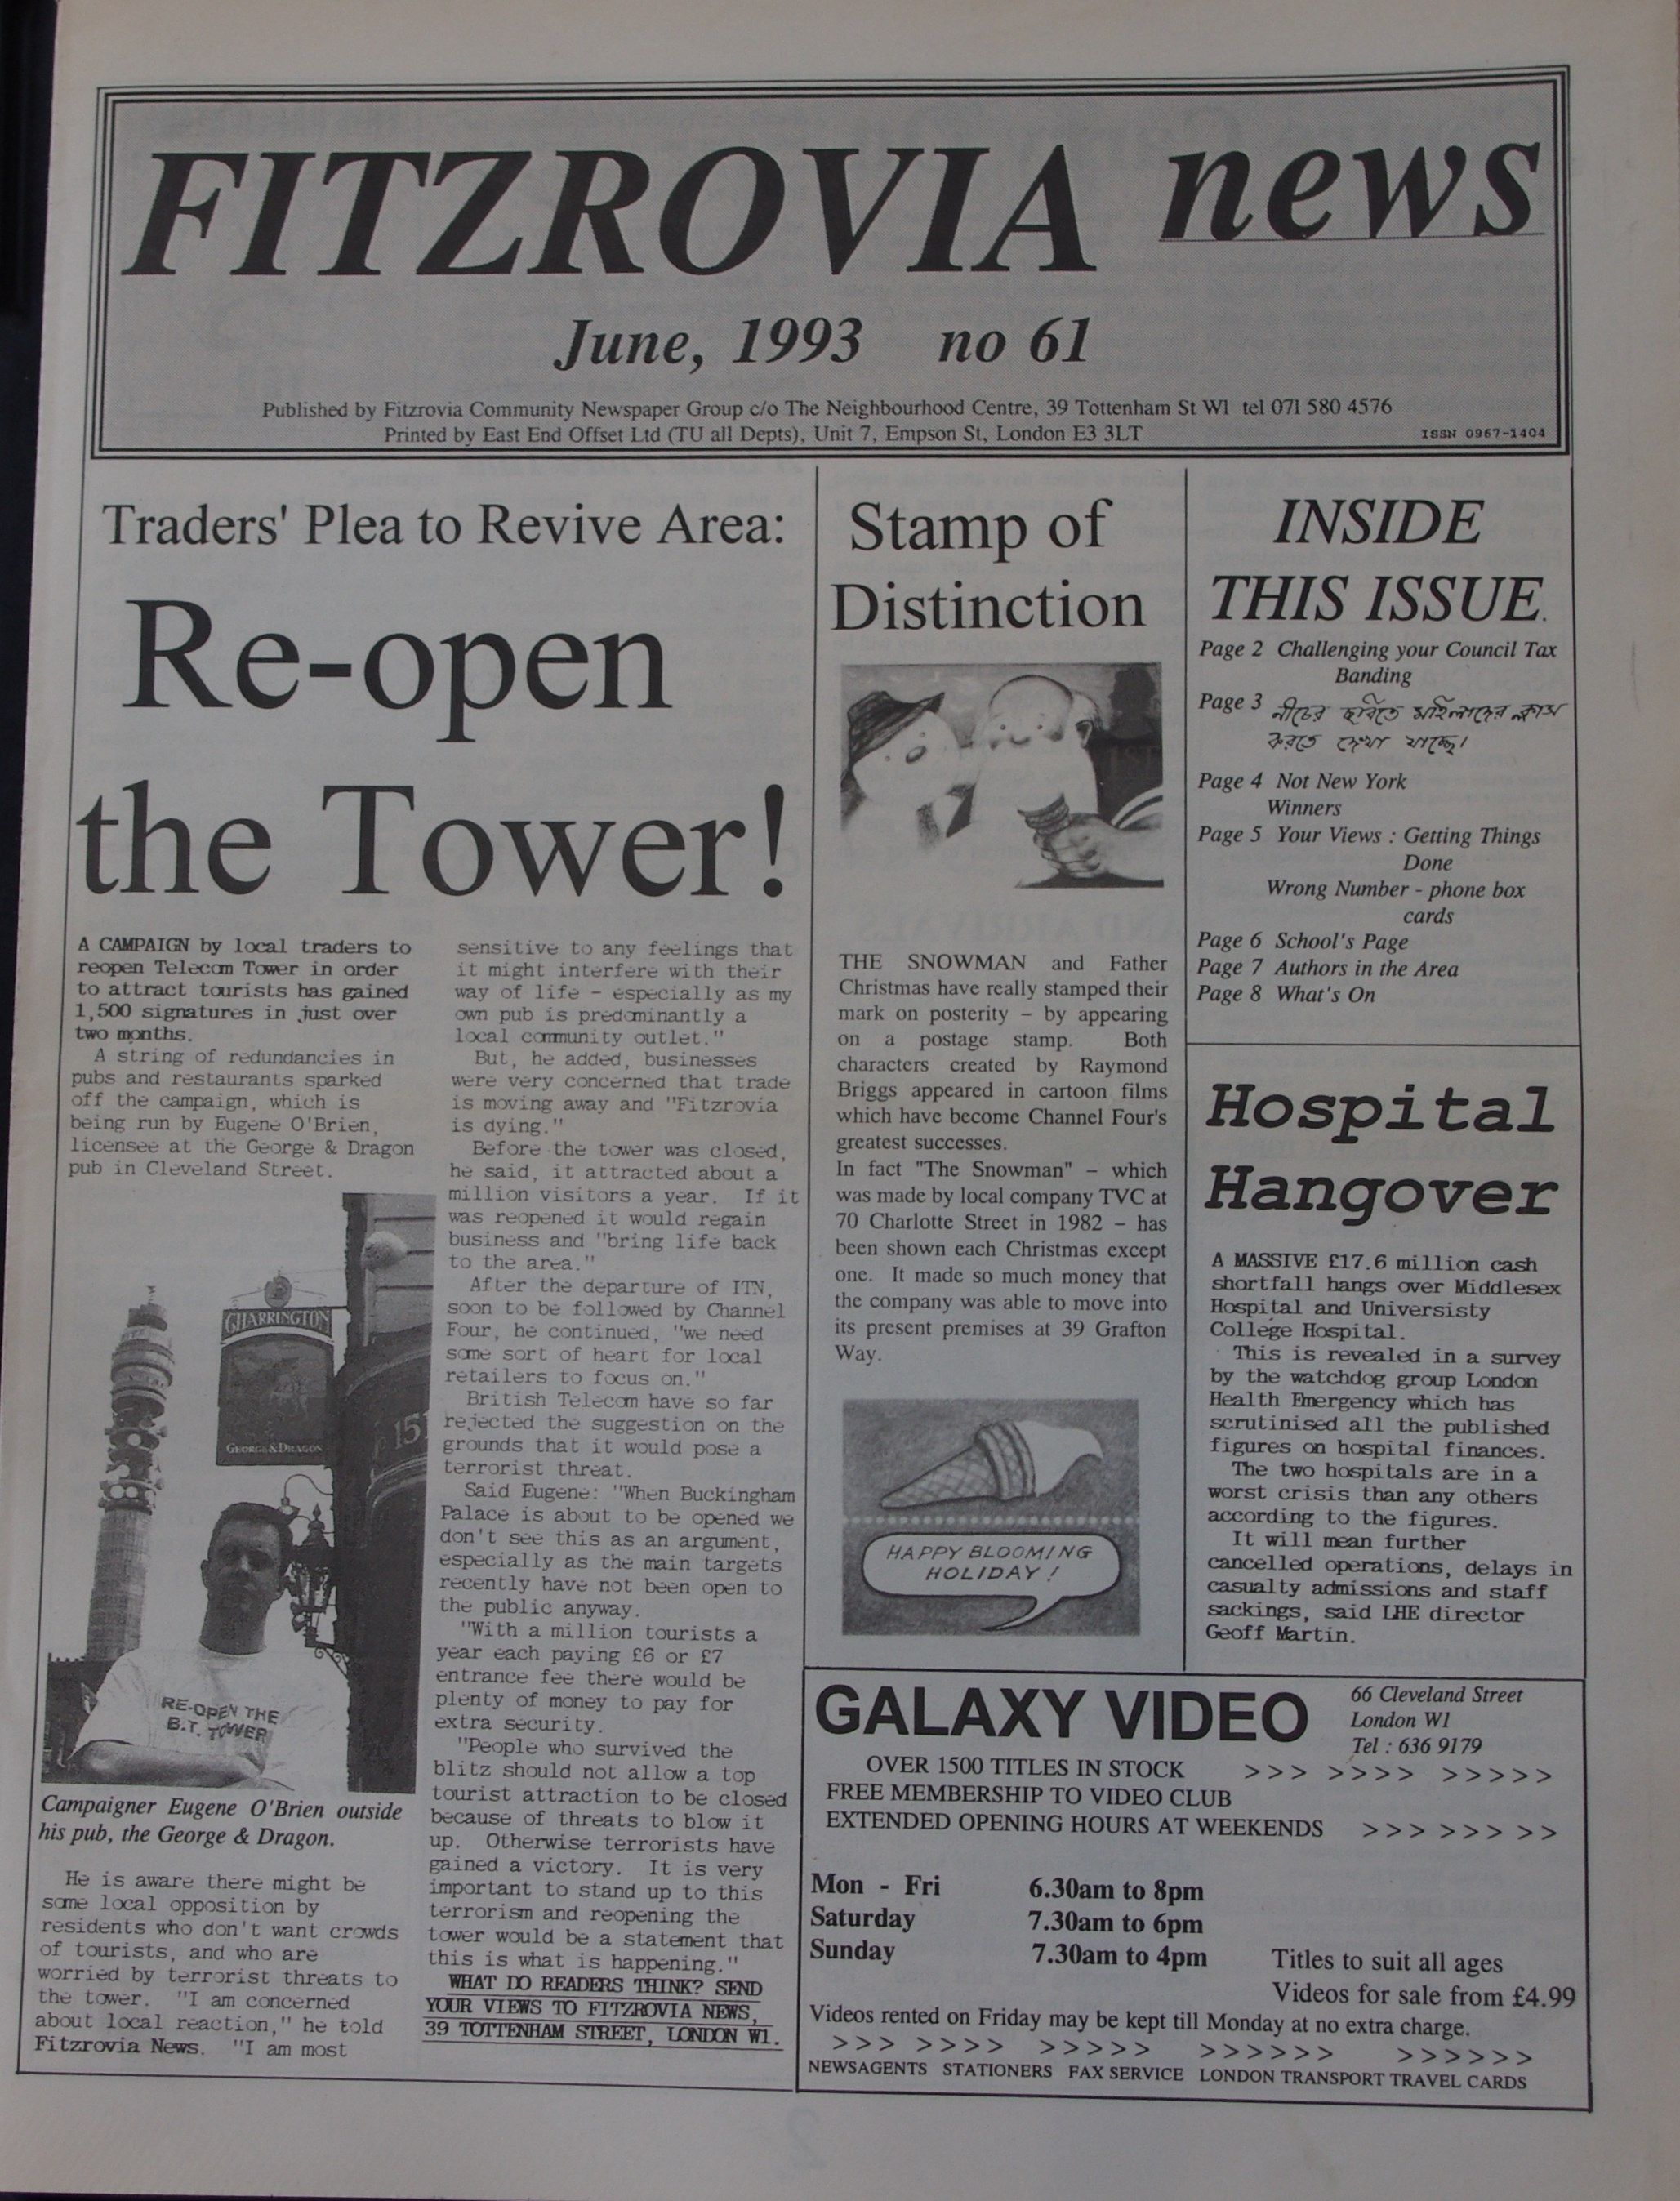 FITZROVIA news
June, 1993 no 61
Published by Fitzrovia Community Newspaper Group c/o The Neighbourhood Centre, 39 Tottenham St W1 tel 071 580 4576
Printed by East End Offset Ltd (TU all Depts), Unit 7, Empson St, London E3 3LT
ISSN 0967-1404
Traders' Plea to Revive Area:
Re-open
the Tower!
A CAMPAIGN by local traders to
reopen Telecom Tower in order
to attract tourists has gained
1,500 signatures in just over
two months.
A string of redundancies in
pubs and restaurants sparked
off the campaign, which is
being run by Eugene O'Brien,
licensee at the George & Dragon
pub in Cleveland Street.
CHARRINGTON
GEORGE & DRAGON
151
RE-OPEN THE
B.T. TOWER
Campaigner Eugene O'Brien outside
his pub, the George & Dragon.
He is aware there might be
some local opposition by
residents who don't want crowds
of tourists, and who are
worried by terrorist threats to
the tower. "I am concerned
about local reaction," he told
Fitzrovia News. "I am most
sensitive to any feelings that
it might interfere with their
way of life - especially as my
own pub is predominantly a
local community outlet."
But, he added, businesses
were very concerned that trade
is moving away and "Fitzrovia
is dying."
Before the tower was closed,
he said, it attracted about a
million visitors a year. If it
was reopened it would regain
business and "bring life back
to the area."
After the departure of ITN,
soon to be followed by Channel
Four, he continued, "we need
some sort of heart for local
retailers to focus on."
British Telecom have so far
rejected the suggestion on the
grounds that it would pose a
terrorist threat.
Said Eugene: "When Buckingham
Palace is about to be opened we
don't see this as an argument,
especially as the main targets
recently have not been open to
the public anyway.
"With a million tourists a
year each paying £6 or £7
entrance fee there would be
plenty of money to pay for
extra security.
"People who survived the
blitz should not allow a top
tourist attraction to be closed
because of threats to blow it
up. Otherwise terrorists have
gained a victory. It is very
important to stand up to this
terrorism and reopening the
tower would be a statement that
this is what is happening."
WHAT DO READERS THINK? SEND
YOUR VIEWS TO FITZROVIA NEWS,
39 TOTTENHAM STREET, LONDON W1.
Stamp of
Distinction
1ST
THE SNOWMAN and Father
Christmas have really stamped their
mark on posterity – by appearing
on a postage stamp. Both
characters created by Raymond
Briggs appeared in cartoon films
which have become Channel Four's
greatest successes.
In fact "The Snowman" – which
was made by local company TVC at
70 Charlotte Street in 1982 – has
been shown each Christmas except
one. It made so much money that
the company was able to move into
its present premises at 39 Grafton
Way.
HAPPY BLOOMING
HOLIDAY!
INSIDE
THIS ISSUE.
Page 2 Challenging your Council Tax
Banding
Page 3 নীচের ছবিতে মহিলাদের ক্লাস
করতে দেখা যাচ্ছে।
Page 4 Not New York
Winners
Page 5 Your Views : Getting Things
Done
Wrong Number - phone box
cards
Page 6 School's Page
Page 7 Authors in the Area
Page 8 What's On
Hospital
Hangover
A MASSIVE £17.6 million cash
shortfall hangs over Middlesex
Hospital and Universisty
College Hospital.
This is revealed in a survey
by the watchdog group London
Health Emergency which has
scrutinised all the published
figures on hospital finances.
The two hospitals are in a
worst crisis than any others
according to the figures.
It will mean further
cancelled operations, delays in
casualty admissions and staff
sackings, said LHE director
Geoff Martin.
GALAXY VIDEO
66 Cleveland Street
London W1
Tel : 636 9179
OVER 1500 TITLES IN STOCK >>> >>>> >>>>>
FREE MEMBERSHIP TO VIDEO CLUB
EXTENDED OPENING HOURS AT WEEKENDS >>> >>> >>
Mon - Fri 6.30am to 8pm
Saturday 7.30am to 6pm
Sunday 7.30am to 4pm
Titles to suit all ages
Videos for sale from £4.99
Videos rented on Friday may be kept till Monday at no extra charge.
>>> >>>> >>>>> >>>>>> >>>>>>
NEWSAGENTS STATIONERS FAX SERVICE LONDON TRANSPORT TRAVEL CARDS